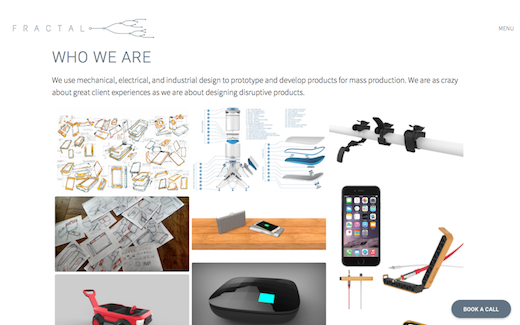 FRACTAL
MENU
WHO WE ARE
We use mechanical, electrical, and industrial design to prototype and develop products for mass production. We are as crazy
about great client experiences as we are about designing disruptive products.
BOOK A CALL